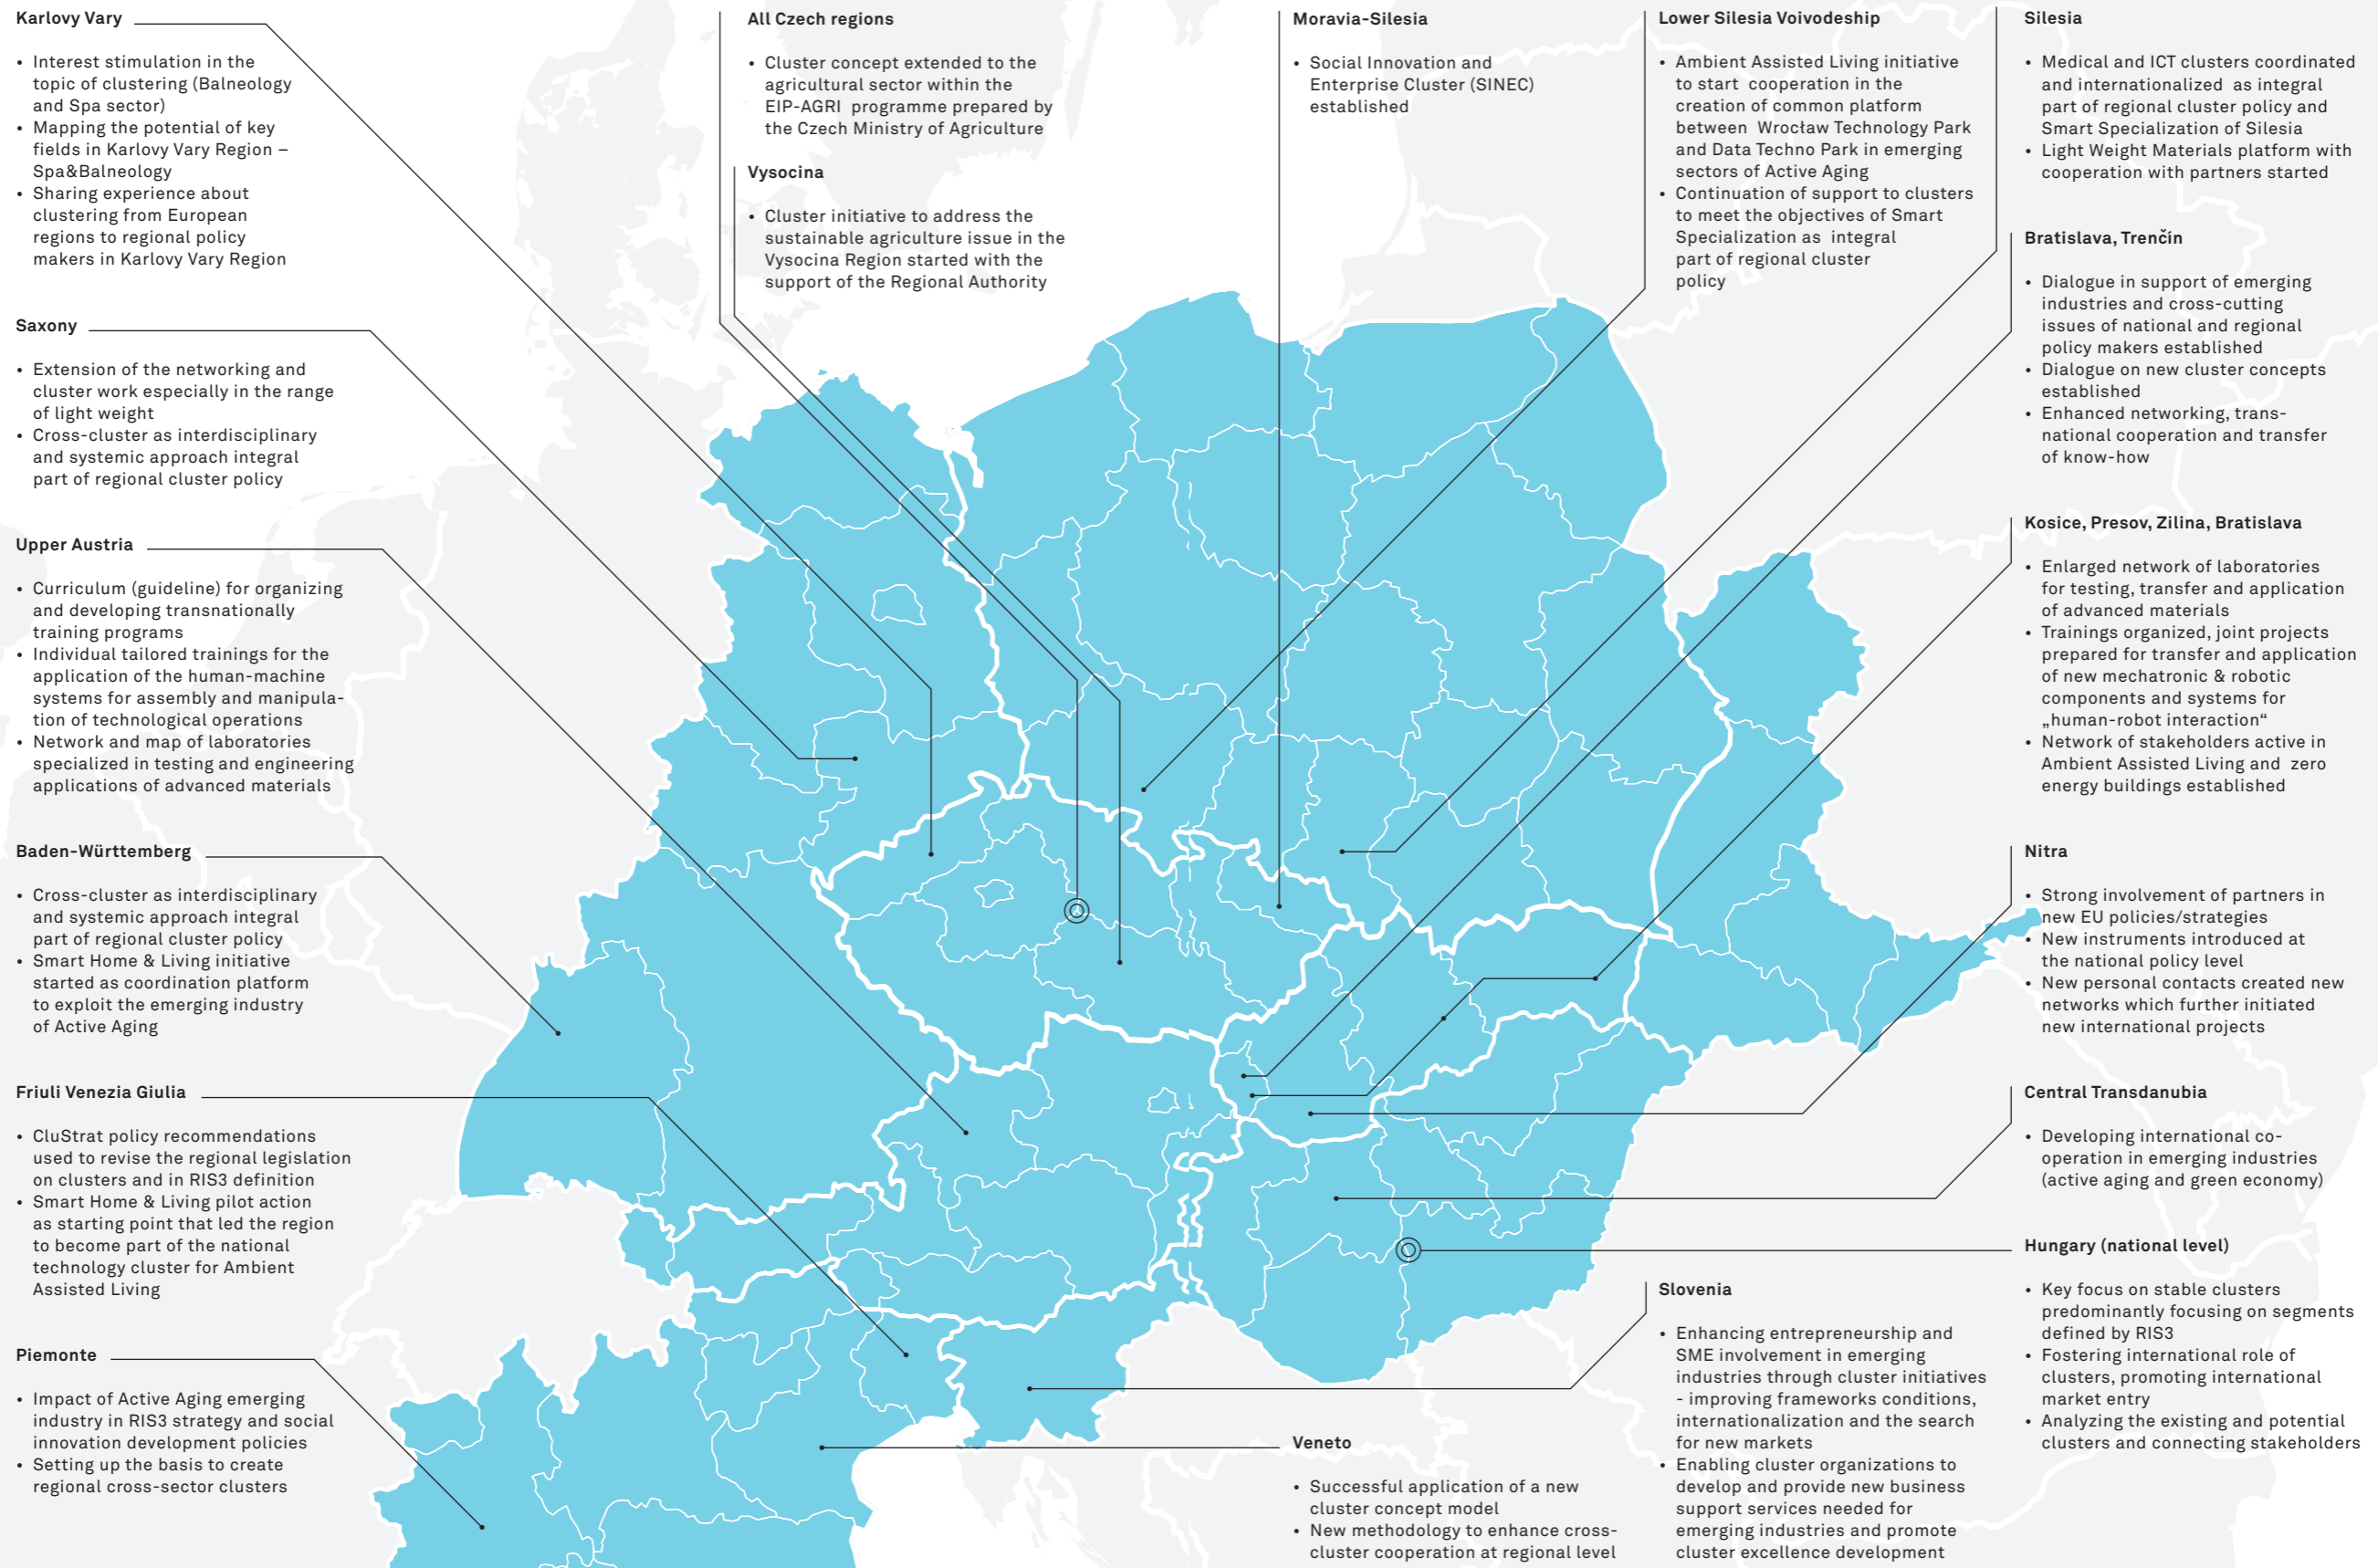 Karlovy Vary
• Interest stimulation in the
topic of clustering (Balneology
and Spa sector)
• Mapping the potential of key
fields in Karlovy Vary Region –
Spa&Balneology
• Sharing experience about
clustering from European
regions to regional policy
makers in Karlovy Vary Region
Saxony
• Extension of the networking and
cluster work especially in the range
of light weight
• Cross-cluster as interdisciplinary
and systemic approach integral
part of regional cluster policy
Upper Austria
• Curriculum (guideline) for organizing
and developing transnationally
training programs
• Individual tailored trainings for the
application of the human-machine
systems for assembly and manipula-
tion of technological operations
• Network and map of laboratories
specialized in testing and engineering
applications of advanced materials
Baden-Württemberg
• Cross-cluster as interdisciplinary
and systemic approach integral
part of regional cluster policy
• Smart Home & Living initiative
started as coordination platform
to exploit the emerging industry
of Active Aging
Friuli Venezia Giulia
• CluStrat policy recommendations
used to revise the regional legislation
on clusters and in RIS3 definition
• Smart Home & Living pilot action
as starting point that led the region
to become part of the national
technology cluster for Ambient
Assisted Living
Piemonte
• Impact of Active Aging emerging
industry in RIS3 strategy and social
innovation development policies
• Setting up the basis to create
regional cross-sector clusters
All Czech regions
• Cluster concept extended to the
agricultural sector within the
EIP-AGRI programme prepared by
the Czech Ministry of Agriculture
Vysocina
• Cluster initiative to address the
sustainable agriculture issue in the
Vysocina Region started with the
support of the Regional Authority
Moravia-Silesia
• Social Innovation and
Enterprise Cluster (SINEC)
established
Lower Silesia Voivodeship
• Ambient Assisted Living initiative
to start cooperation in the
creation of common platform
between Wrocław Technology Park
and Data Techno Park in emerging
sectors of Active Aging
• Continuation of support to clusters
to meet the objectives of Smart
Specialization as integral
part of regional cluster
policy
Silesia
• Medical and ICT clusters coordinated
and internationalized as integral
part of regional cluster policy and
Smart Specialization of Silesia
• Light Weight Materials platform with
cooperation with partners started
Bratislava, Trenčín
• Dialogue in support of emerging
industries and cross-cutting
issues of national and regional
policy makers established
• Dialogue on new cluster concepts
established
• Enhanced networking, trans-
national cooperation and transfer
of know-how
Kosice, Presov, Zilina, Bratislava
• Enlarged network of laboratories
for testing, transfer and application
of advanced materials
• Trainings organized, joint projects
prepared for transfer and application
of new mechatronic & robotic
components and systems for
„human-robot interaction“
• Network of stakeholders active in
Ambient Assisted Living and zero
energy buildings established
Nitra
• Strong involvement of partners in
new EU policies/strategies
• New instruments introduced at
the national policy level
• New personal contacts created new
networks which further initiated
new international projects
Central Transdanubia
• Developing international co-
operation in emerging industries
(active aging and green economy)
Hungary (national level)
• Key focus on stable clusters
predominantly focusing on segments
defined by RIS3
• Fostering international role of
clusters, promoting international
market entry
• Analyzing the existing and potential
clusters and connecting stakeholders
Slovenia
• Enhancing entrepreneurship and
SME involvement in emerging
industries through cluster initiatives
- improving frameworks conditions,
internationalization and the search
for new markets
• Enabling cluster organizations to
develop and provide new business
support services needed for
emerging industries and promote
cluster excellence development
Veneto
• Successful application of a new
cluster concept model
• New methodology to enhance cross-
cluster cooperation at regional level